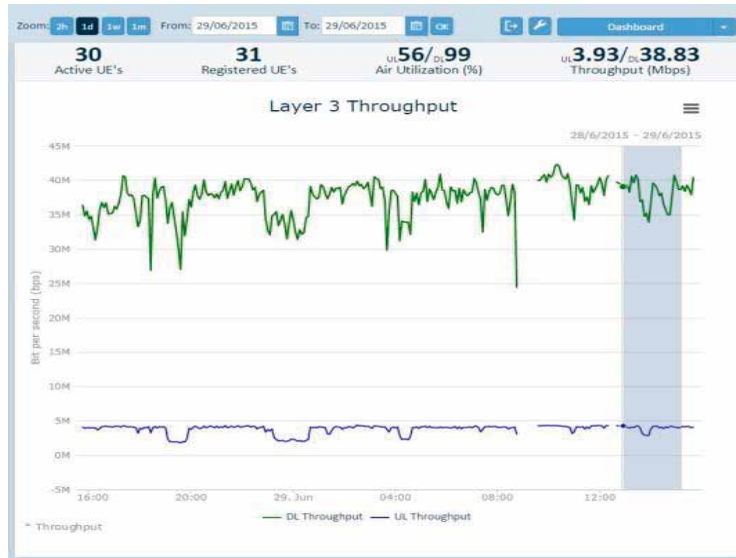 Zoom: 2h 1d 1w 1m From: 29/06/2015 To: 29/06/2015 OK Dashboard
30 31 UL56/DL99 UL3.93/DL38.83
Active UE's Registered UE's Air Utilization (%) Throughput (Mbps)
Layer 3 Throughput
28/6/2015 - 29/6/2015
45M
40M
35M
30M
25M
20M
15M
10M
5M
0M
-5M
Bit per second (bps)
16:00 20:00 29. Jun 04:00 08:00 12:00
DL Throughput UL Throughput
* Throughput